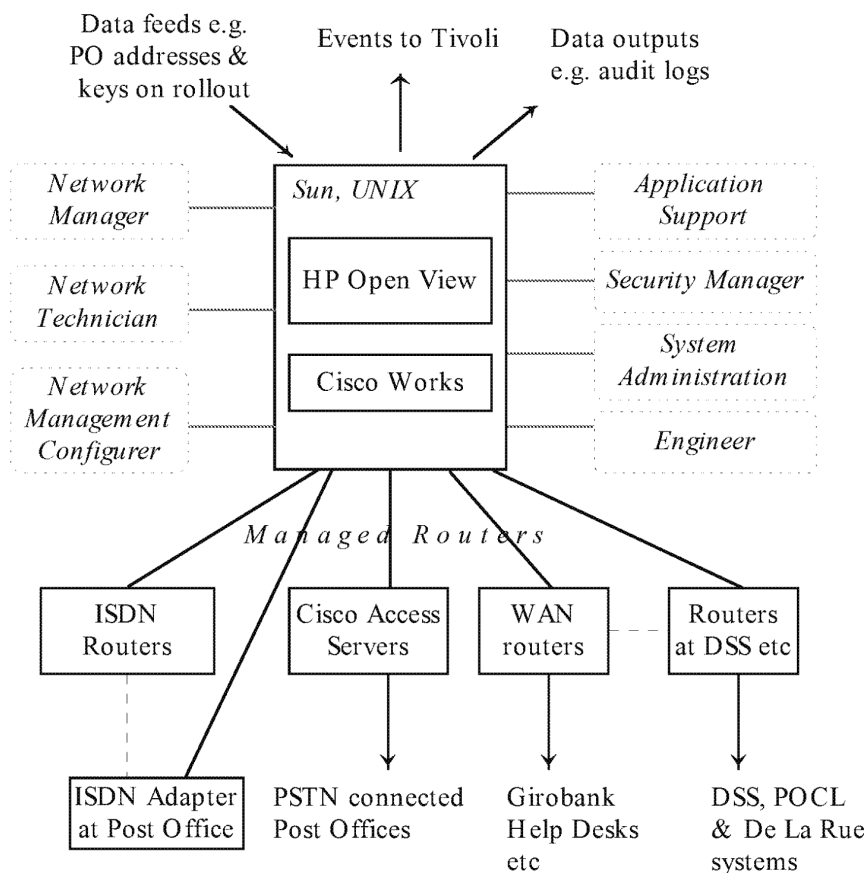 Data feeds e.g.
PO addresses &
keys on rollout
Events to Tivoli
Data outputs
e.g. audit logs
Network
Manager
Network
Technician
Network
Management
Configurer
Sun, UNIX
HP Open View
Cisco Works
Application
Support
Security Manager
System
Administration
Engineer
Managed Routers
ISDN
Routers
Cisco Access
Servers
WAN
routers
Routers
at DSS etc
ISDN Adapter
at Post Office
PSTN connected
Post Offices
Girobank
Help Desks
etc
DSS, POCL
& De La Rue
systems